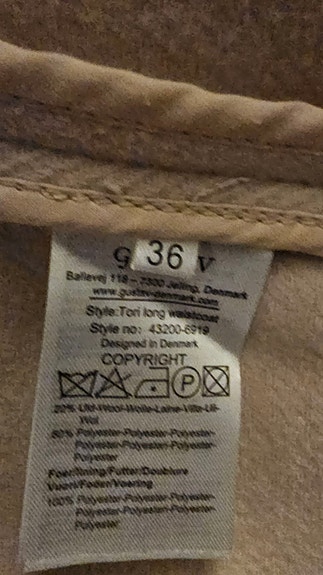 g 36 v
Ballevej 118 - 7300 Jelling, Denmark
www.gustav-denmark.com
Style:Tori long waistcoat
Style no: 43200-6919
Designed in Denmark
COPYRIGHT
P
20% Uld-Wool-Wolle-Laine-Villa-Ull-
Wol
80% Polyester-Polyester-Polyester-
Polyester-Polyester-Polyester-
Polyester
Foer/lining/Futter/Doublure
Vuori/Foder/Voering
100% Polyester-Polyester-Polyester-
Polyester-Polyester-Polyester-
Polyester